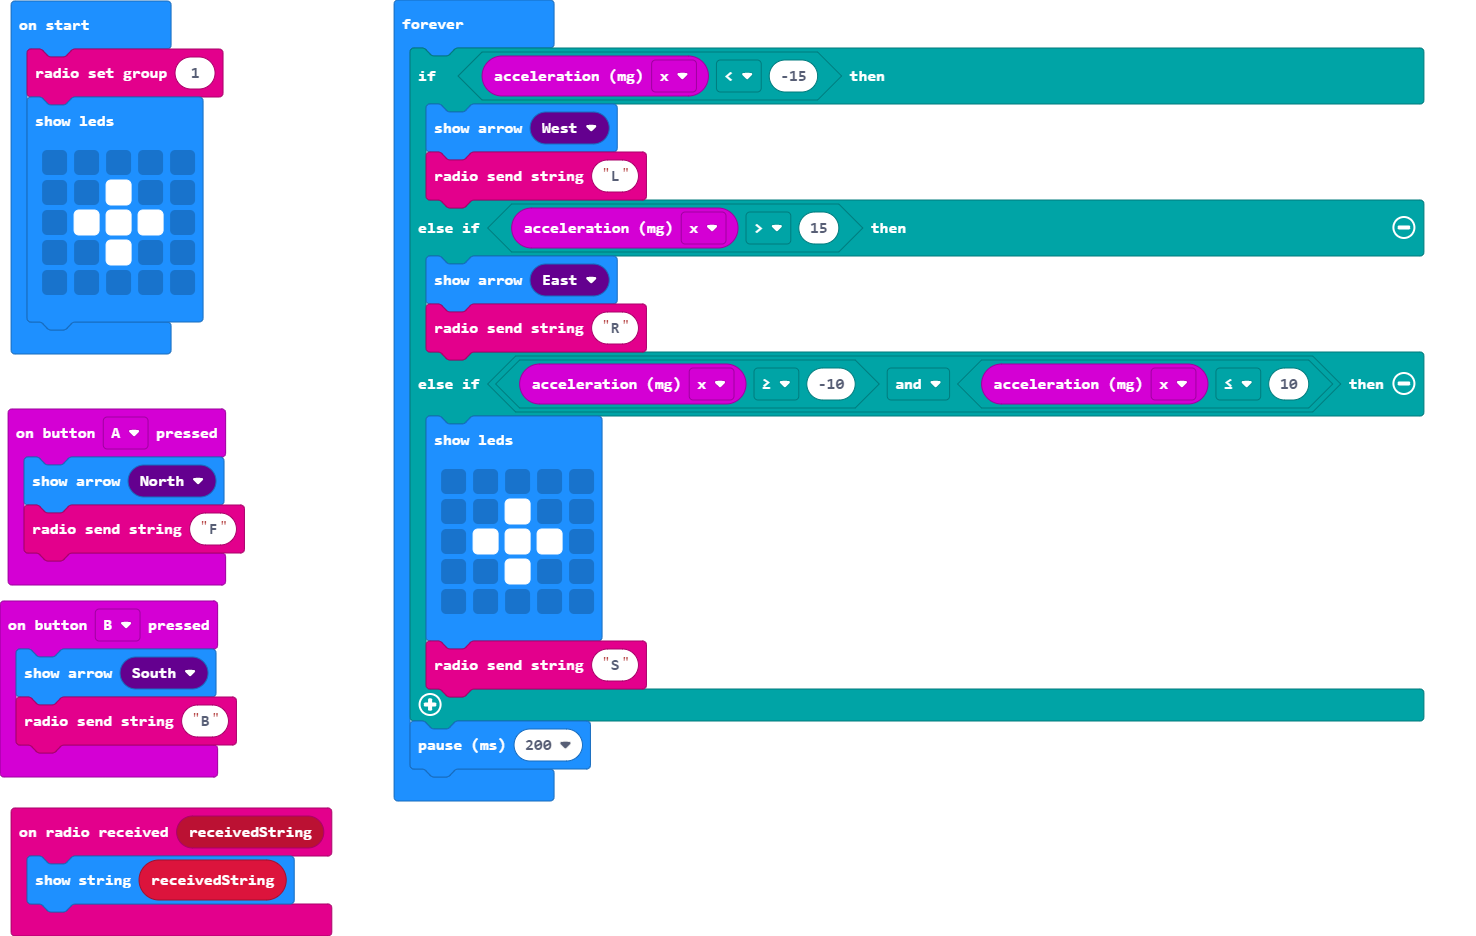 on start
radio set group 1
show leds
on button A pressed
show arrow North
radio send string "F"
on button B pressed
show arrow South
radio send string "B"
on radio received receivedString
show string receivedString
forever
if acceleration (mg) x < -15 then
show arrow West
radio send string "L"
else if acceleration (mg) x > 15 then
show arrow East
radio send string "R"
else if acceleration (mg) x ≥ -10 and acceleration (mg) x ≤ 10 then
show leds
radio send string "S"
pause (ms) 200